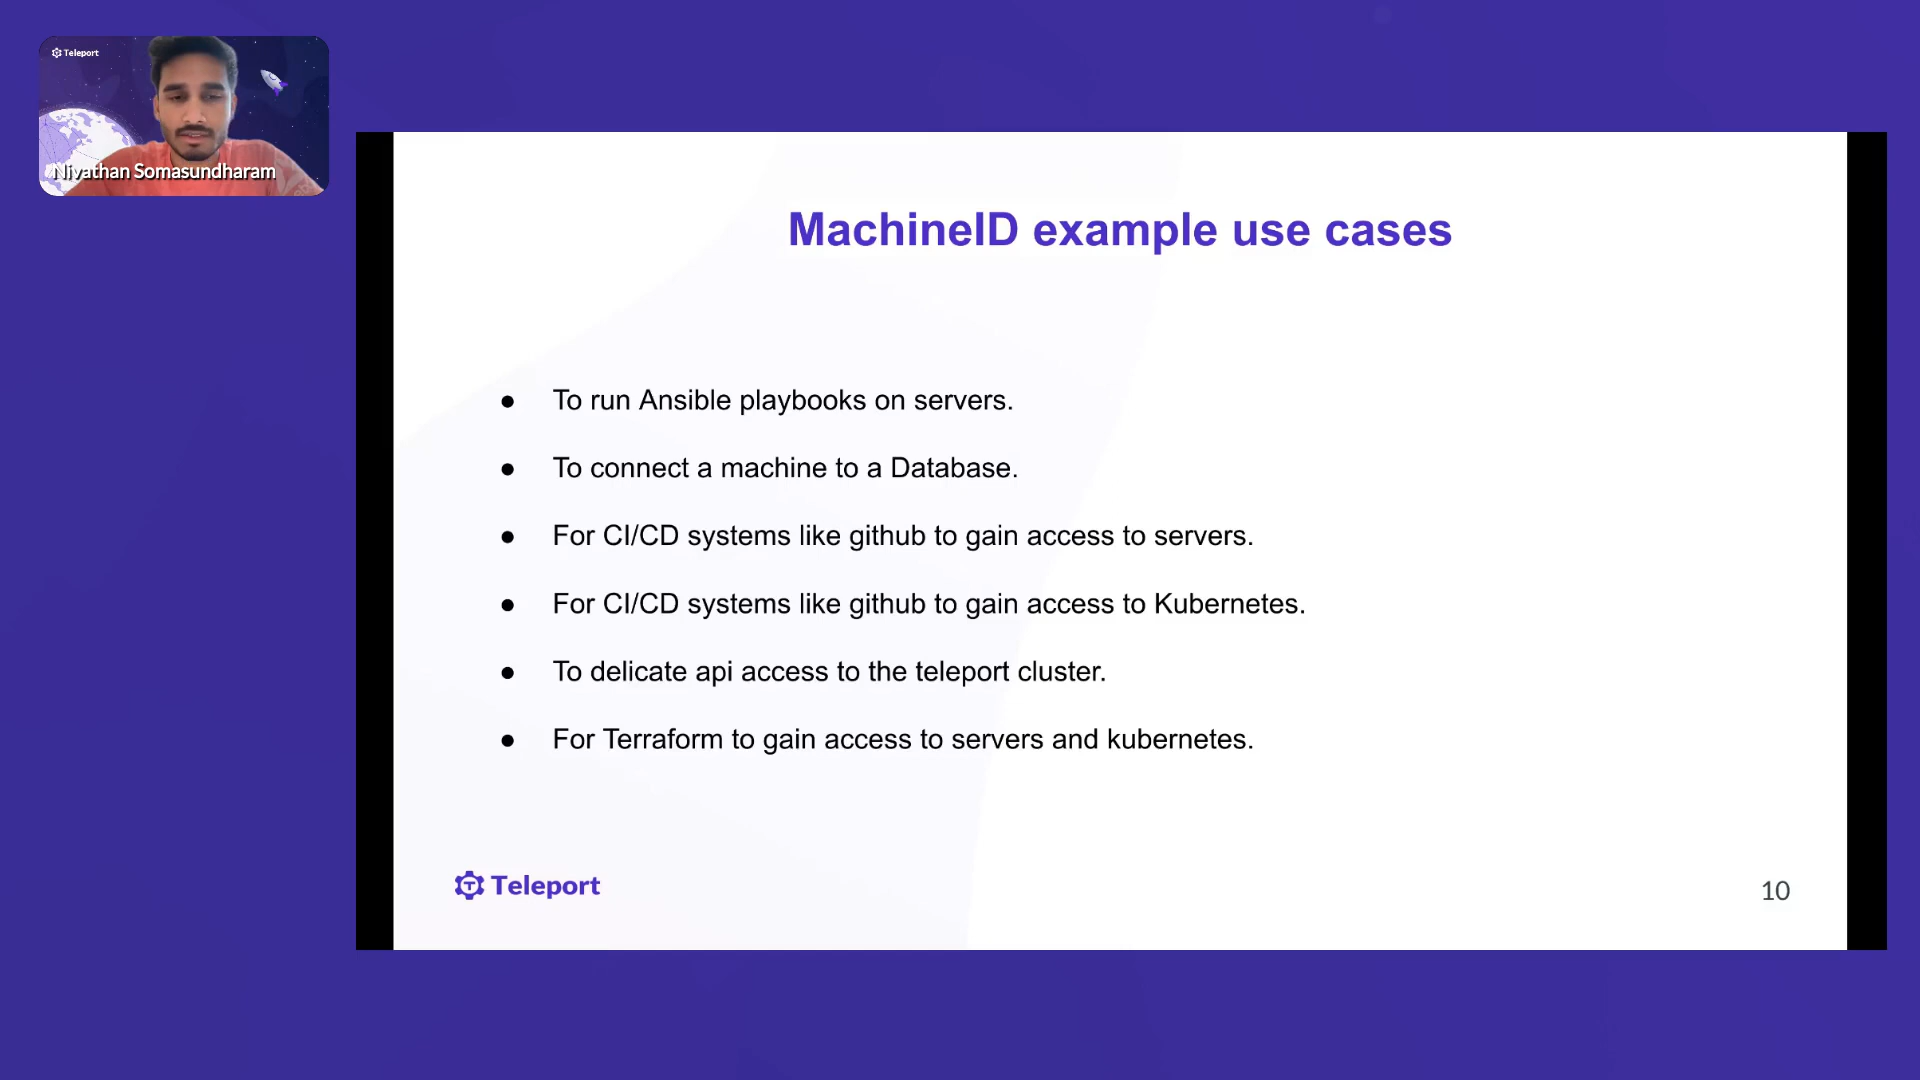 Teleport
Nivathan Somasundharam
MachineID example use cases
● To run Ansible playbooks on servers.
● To connect a machine to a Database.
● For CI/CD systems like github to gain access to servers.
● For CI/CD systems like github to gain access to Kubernetes.
● To delicate api access to the teleport cluster.
● For Terraform to gain access to servers and kubernetes.
Teleport
10